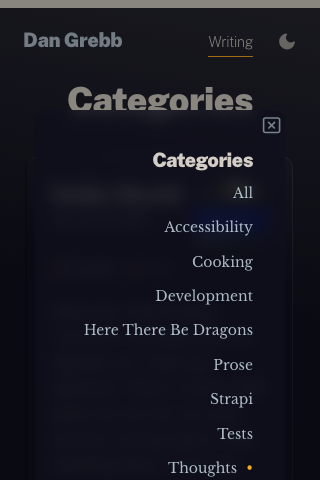 Dan Grebb
Writing
Categories
Categories
All
Accessibility
Cooking
Development
Here There Be Dragons
Prose
Strapi
Tests
Thoughts